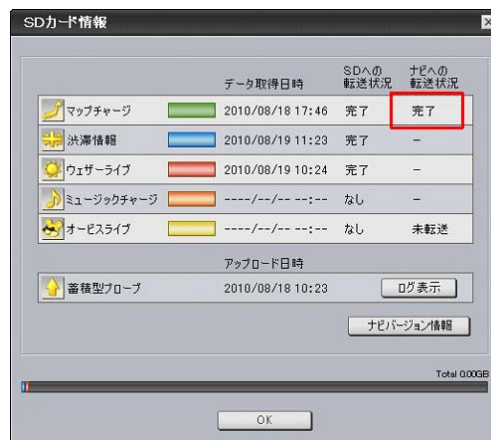 SDカード情報
データ取得日時 SDへの転送状況 ナビへの転送状況
マップチャージ 2010/08/18 17:46 完了 完了
渋滞情報 2010/08/19 11:23 完了 -
ウェザーライブ 2010/08/19 10:24 完了 -
ミュージックチャージ ----/--/-- --:-- なし -
オービスライブ ----/--/-- --:-- なし 未転送
アップロード日時
蓄積型プローブ 2010/08/18 10:23 ログ表示
ナビバージョン情報
Total 0.00GB
OK